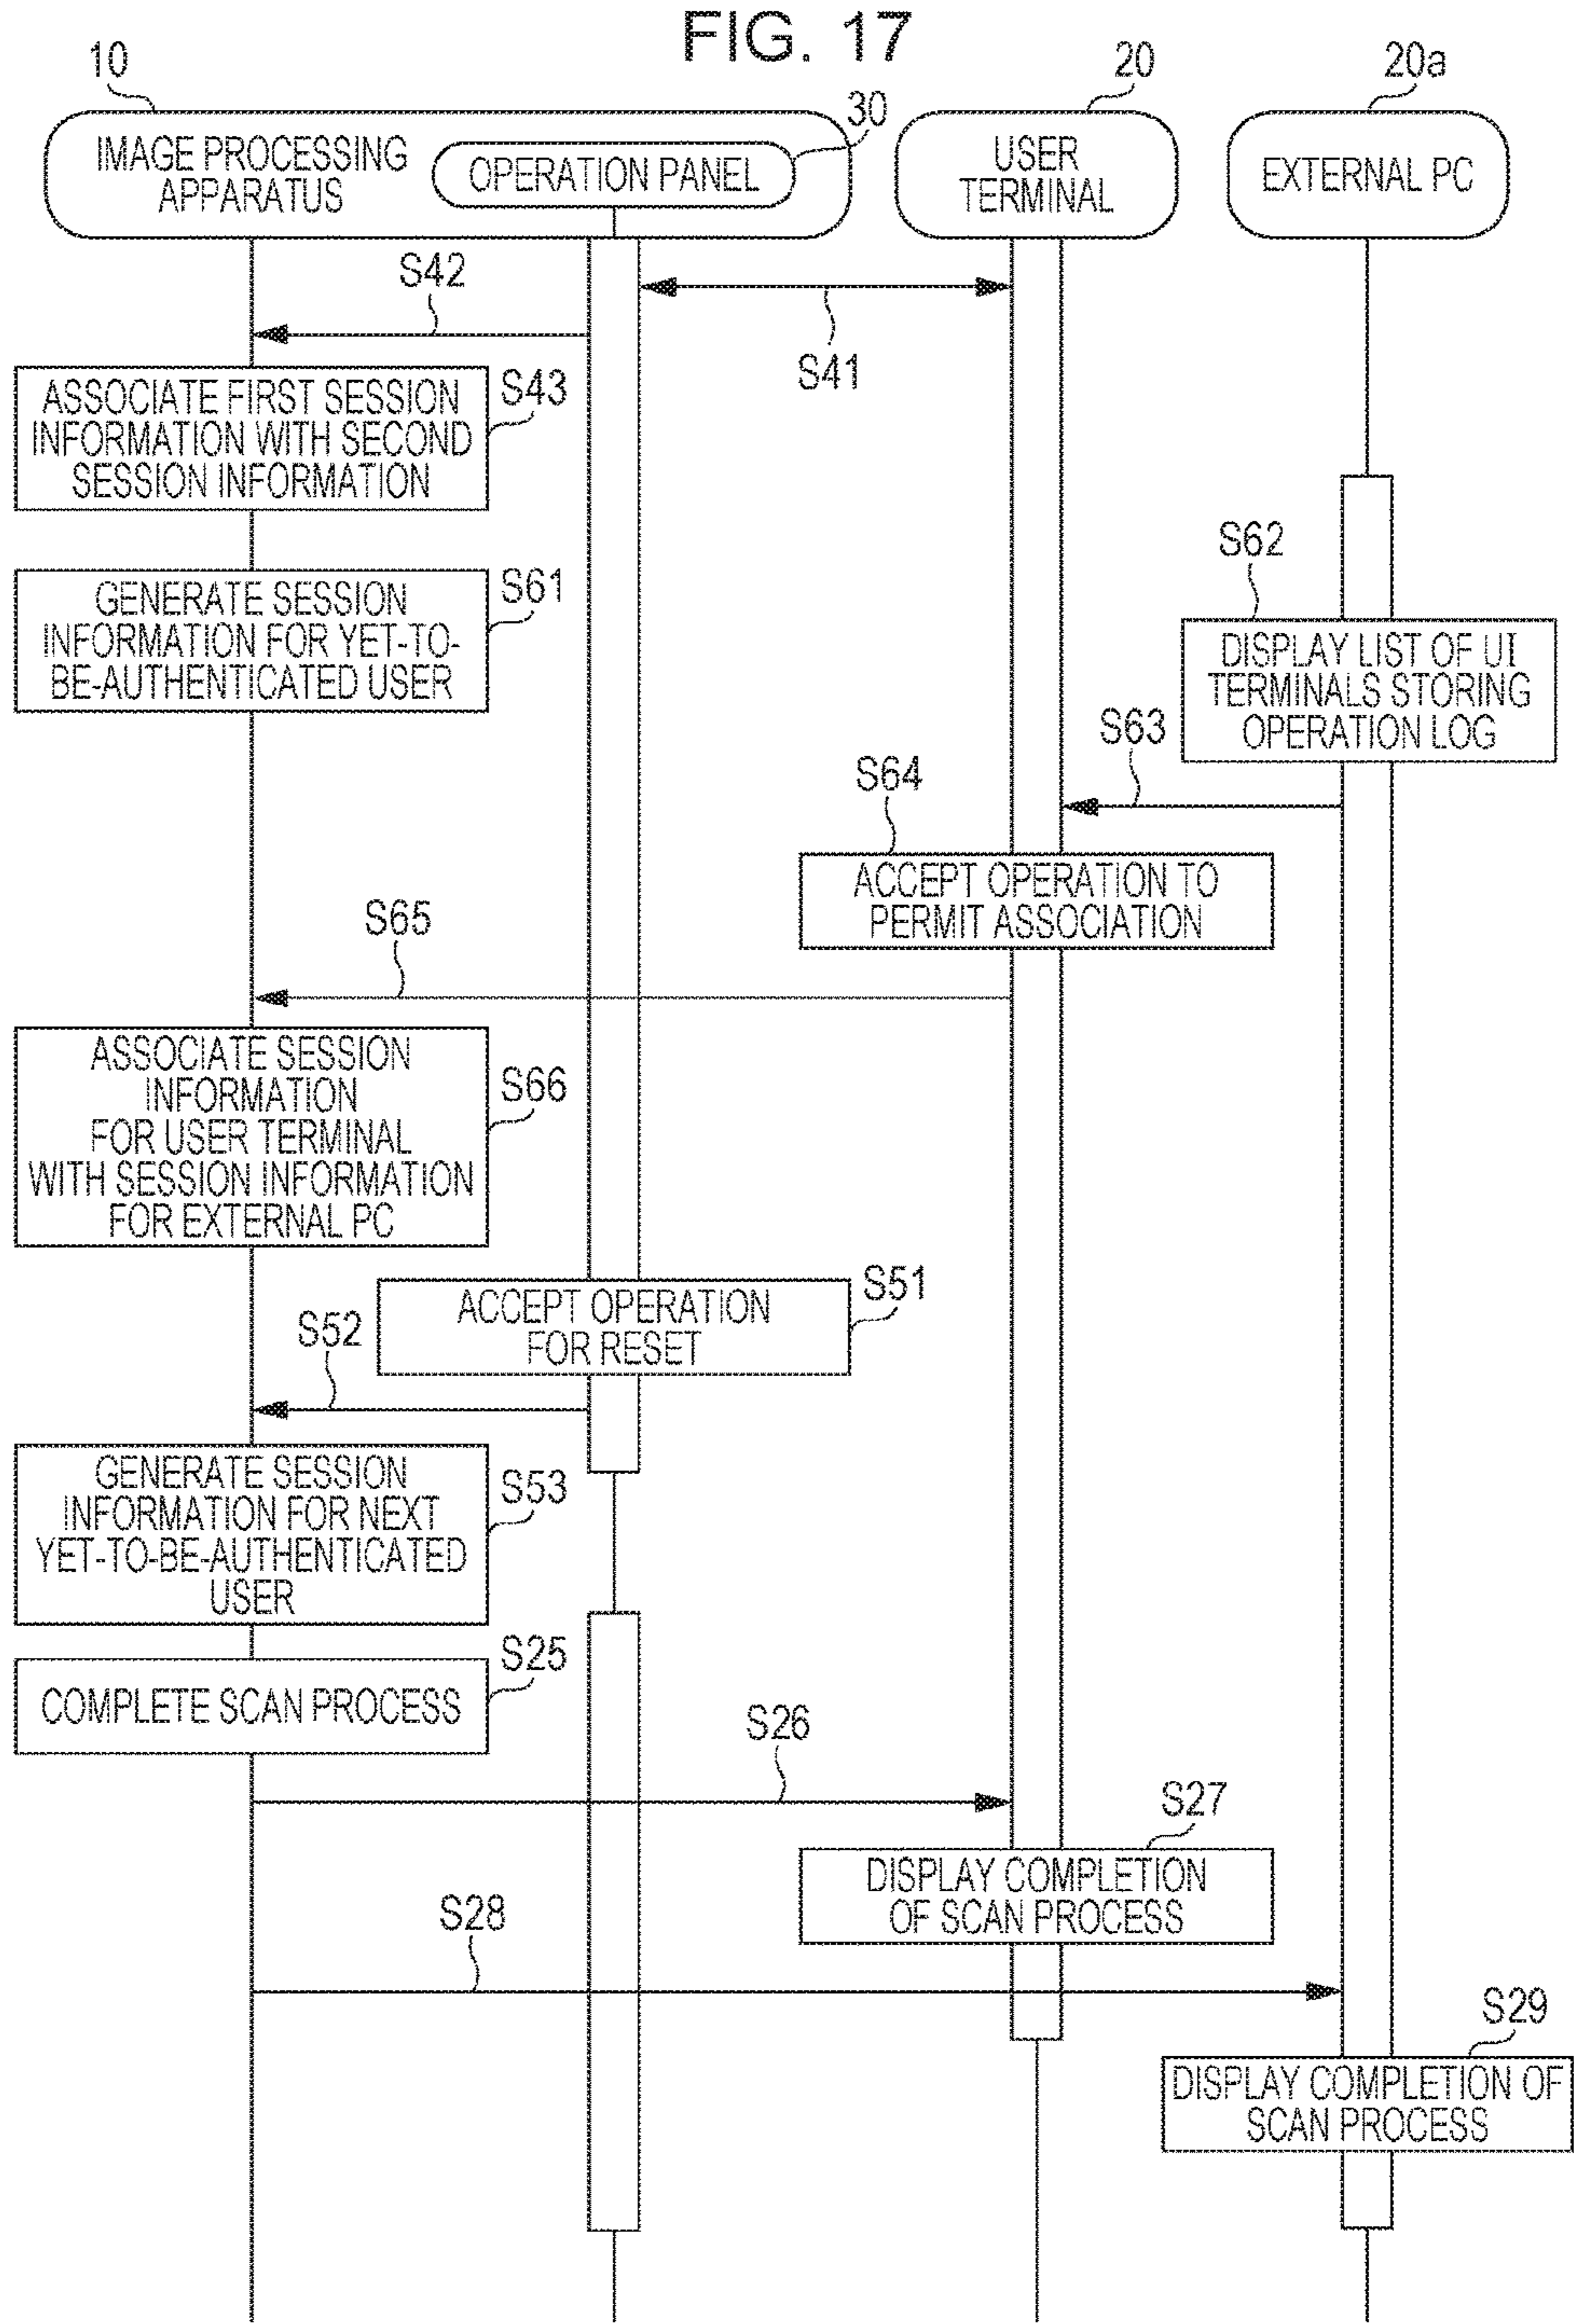 FIG. 17
10
20
20a
30
IMAGE PROCESSING
APPARATUS
OPERATION PANEL
USER
TERMINAL
EXTERNAL PC
S42
S41
ASSOCIATE FIRST SESSION
INFORMATION WITH SECOND
SESSION INFORMATION
S43
S62
GENERATE SESSION
INFORMATION FOR YET-TO-
BE-AUTHENTICATED USER
S61
DISPLAY LIST OF UI
TERMINALS STORING
OPERATION LOG
S63
S64
ACCEPT OPERATION TO
PERMIT ASSOCIATION
S65
ASSOCIATE SESSION
INFORMATION
FOR USER TERMINAL
WITH SESSION INFORMATION
FOR EXTERNAL PC
S66
ACCEPT OPERATION
FOR RESET
S51
S52
GENERATE SESSION
INFORMATION FOR NEXT
YET-TO-BE-AUTHENTICATED
USER
S53
COMPLETE SCAN PROCESS
S25
S26
S27
DISPLAY COMPLETION
OF SCAN PROCESS
S28
S29
DISPLAY COMPLETION OF
SCAN PROCESS